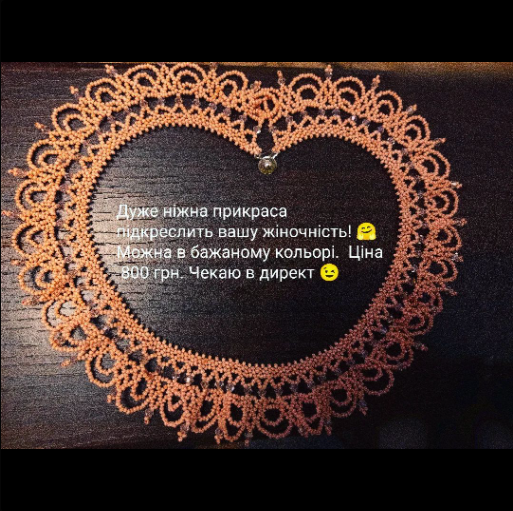 Дуже ніжна прикраса
підкреслить вашу жіночність! 🤗
Можна в бажаному кольорі. Ціна
800 грн. Чекаю в директ 😉